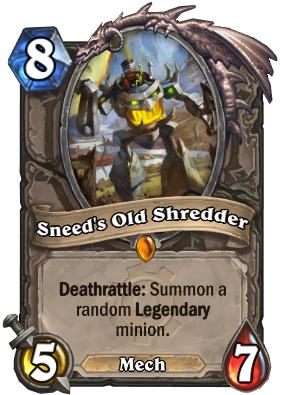 8
Sneed's Old Shredder
Deathrattle: Summon a
random Legendary
minion.
5
Mech
7